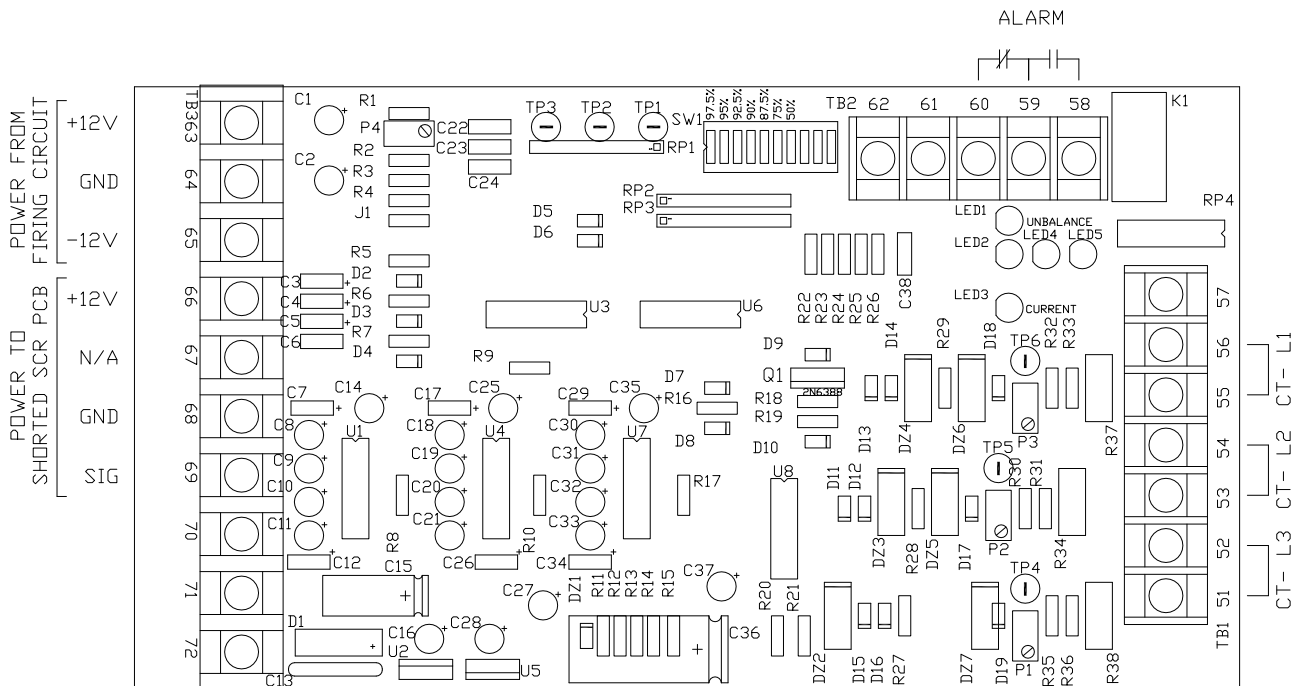 ALARM
POWER FROM
FIRING CIRCUIT
+12V
GND
-12V
POWER TO
SHORTED SCR PCB
+12V
N/A
GND
SIG
TB3
63
64
65
66
67
68
69
70
71
72
C1
C2
R1
P4
R2
R3
R4
J1
R5
D2
R6
D3
R7
D4
C3
C4
C5
C6
C22
C23
C24
TP3
TP2
TP1
RP1
SW1
97.5%
95%
92.5%
90%
87.5%
75%
50%
TB2
62
61
60
59
58
K1
RP2
RP3
RP4
D5
D6
LED1
UNBALANCE
LED2
LED4
LED5
LED3
CURRENT
U3
U6
R22
R23
R24
R25
R26
C38
R9
D9
Q1
2N6388
D7
R16
D8
R18
R19
D10
D14
R29
D18
TP6
R32
R33
D13
DZ4
DZ6
P3
R37
57
56
55
54
53
52
51
TB1
CT- L1
CT- L2
CT- L3
C7
C14
C8
U1
C9
C10
C11
C12
R8
C17
C25
C18
U4
C19
C20
C21
C26
R10
C29
C35
C30
U7
C31
C32
C33
C34
R17
U8
D11
D12
DZ3
R28
DZ5
D17
TP5
R30
R31
P2
R34
C15
D1
C13
C16
U2
C28
U5
C27
DZ1
R11
R12
R13
R14
R15
C37
C36
R20
R21
DZ2
D15
D16
R27
DZ7
D19
TP4
P1
R35
R36
R38